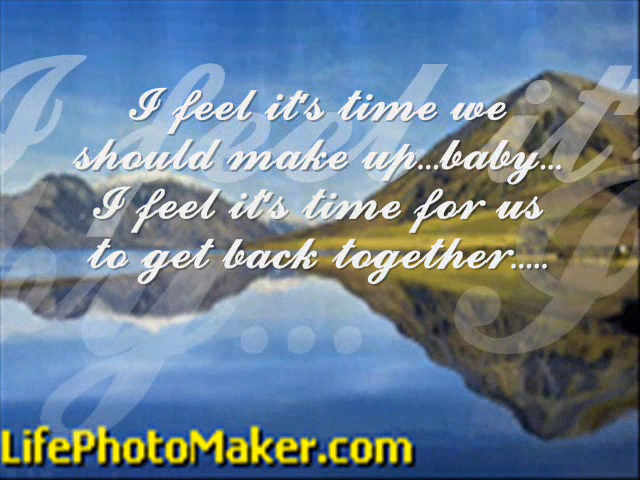 I feel it's time we
should make up...baby...
I feel it's time for us
to get back together.....
LifePhotoMaker.com